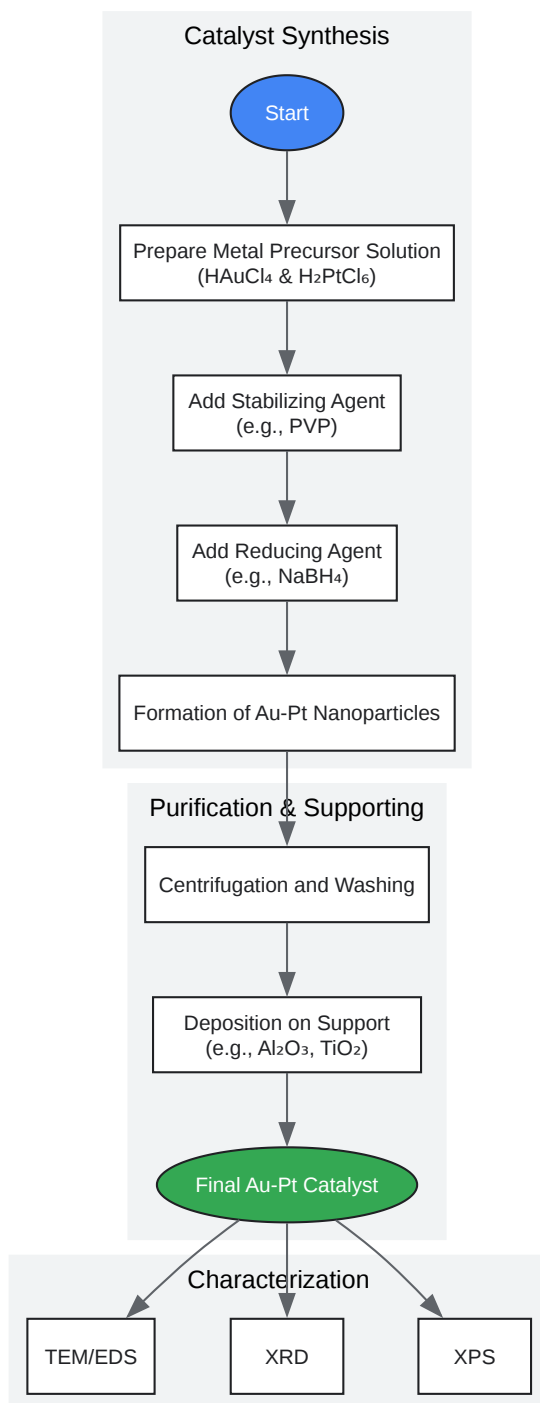 Catalyst Synthesis
Start
Prepare Metal Precursor Solution
(HAuCl₄ & H₂PtCl₆)
Add Stabilizing Agent
(e.g., PVP)
Add Reducing Agent
(e.g., NaBH₄)
Formation of Au-Pt Nanoparticles
Purification & Supporting
Centrifugation and Washing
Deposition on Support
(e.g., Al₂O₃, TiO₂)
Final Au-Pt Catalyst
Characterization
TEM/EDS
XRD
XPS